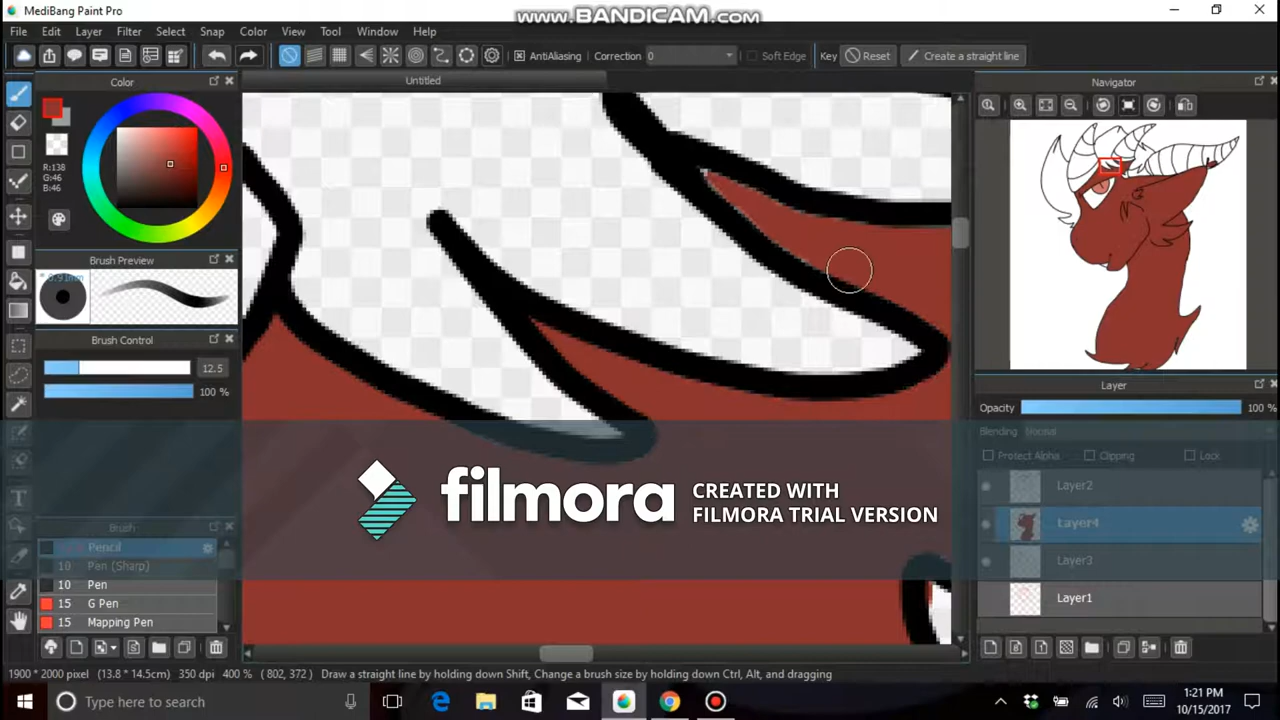 MediBang Paint Pro
www.BANDICAM.com
File Edit Layer Filter Select Snap Color View Tool Window Help
AntiAliasing Correction 0 Soft Edge Key Reset Create a straight line
Color
Untitled
Navigator
R:138
G:46
B:46
Brush Preview
0.91mm
Brush Control
12.5
100 %
Layer
Opacity 100 %
Blending Normal
Protect Alpha Clipping Lock
Layer2
Layer4
Layer3
Layer1
filmora
CREATED WITH
FILMORA TRIAL VERSION
Brush
Pencil
10 Pen (Sharp)
10 Pen
15 G Pen
15 Mapping Pen
1900 * 2000 pixel (13.8 * 14.5cm) 350 dpi 400 % ( 802, 372 ) Draw a straight line by holding down Shift, Change a brush size by holding down Ctrl, Alt, and dragging
Type here to search
1:21 PM
10/15/2017